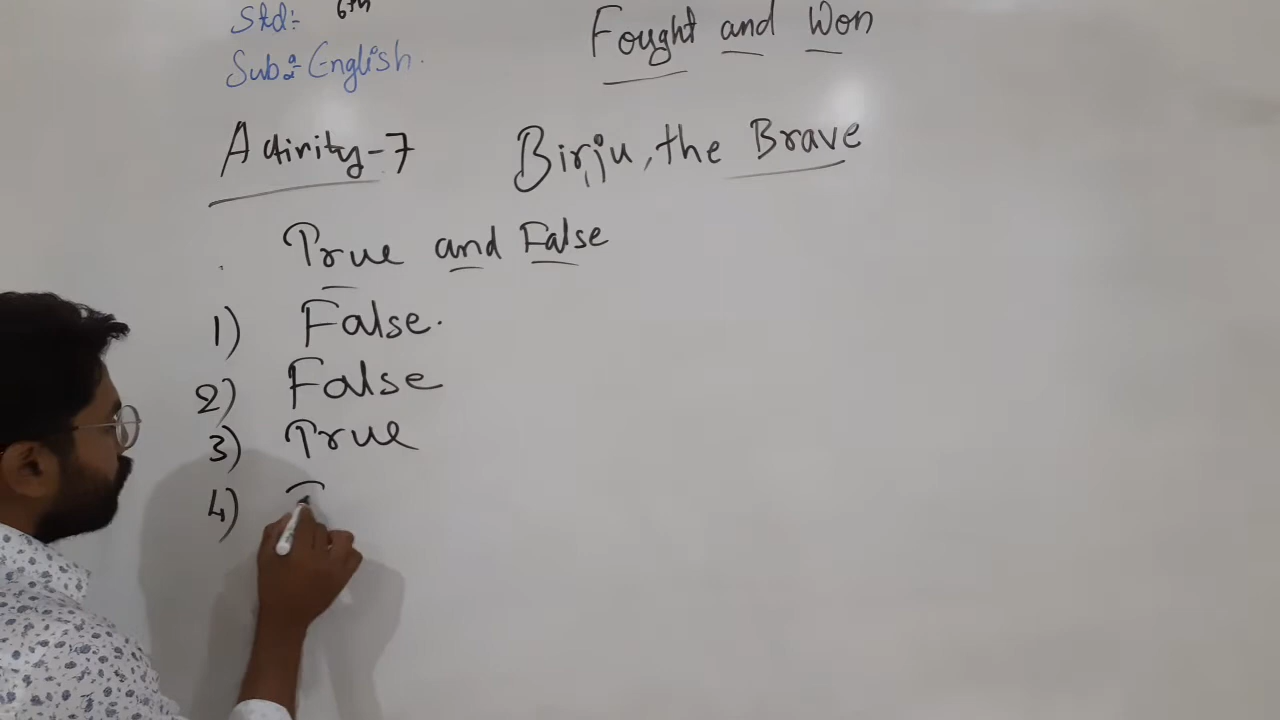 Std:- 6th
Fought and Won
Sub:- English.
Activity-7 Birju, the Brave
True and False
1) False.
2) False
3) True
4) T